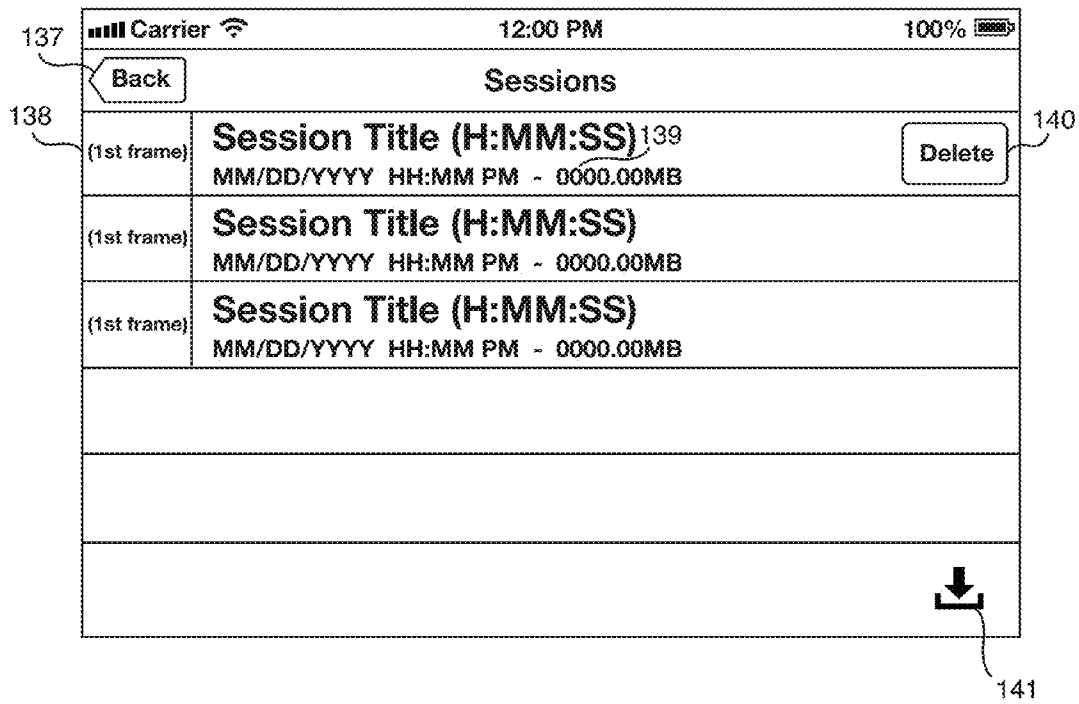 Carrier 12:00 PM 100%
137
Back Sessions
138
(1st frame) Session Title (H:MM:SS) 139
MM/DD/YYYY HH:MM PM - 0000.00MB
Delete 140
(1st frame) Session Title (H:MM:SS)
MM/DD/YYYY HH:MM PM - 0000.00MB
(1st frame) Session Title (H:MM:SS)
MM/DD/YYYY HH:MM PM - 0000.00MB
141